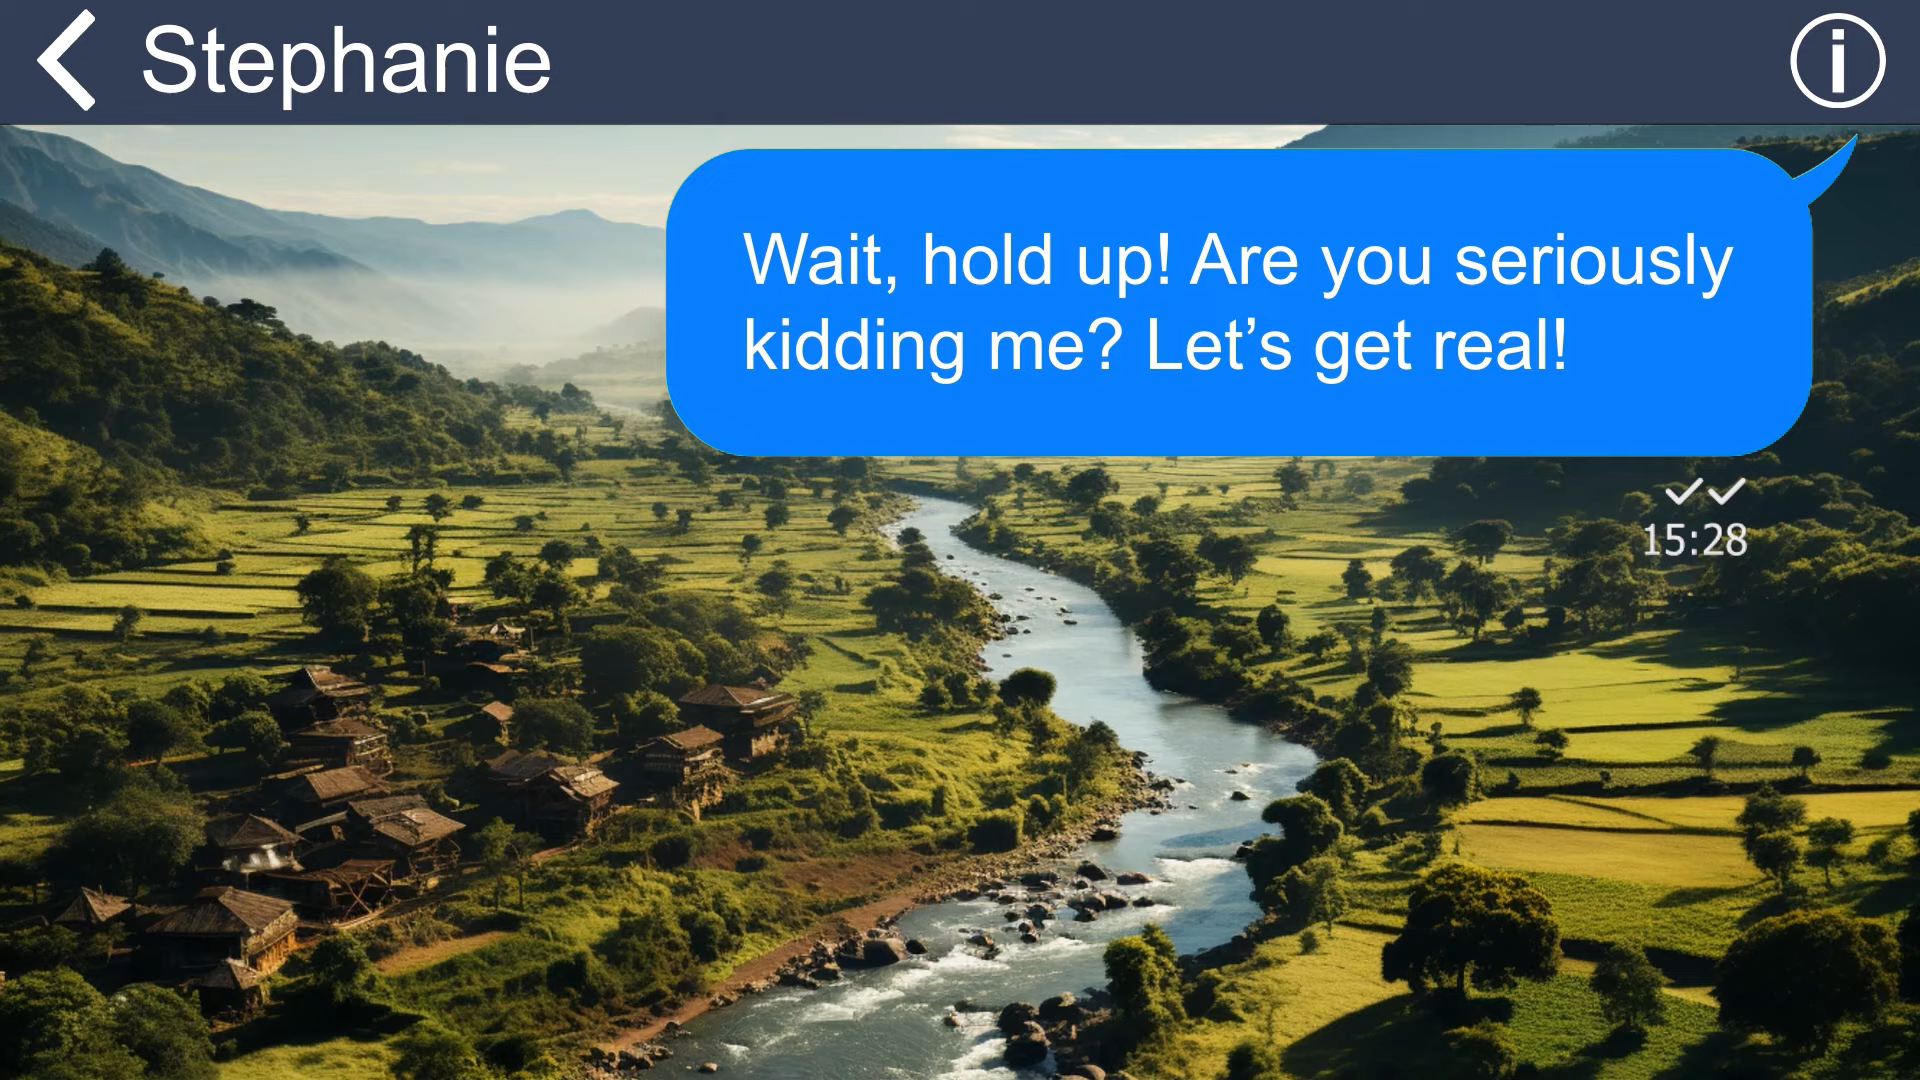 Stephanie
Wait, hold up! Are you seriously
kidding me? Let’s get real!
15:28